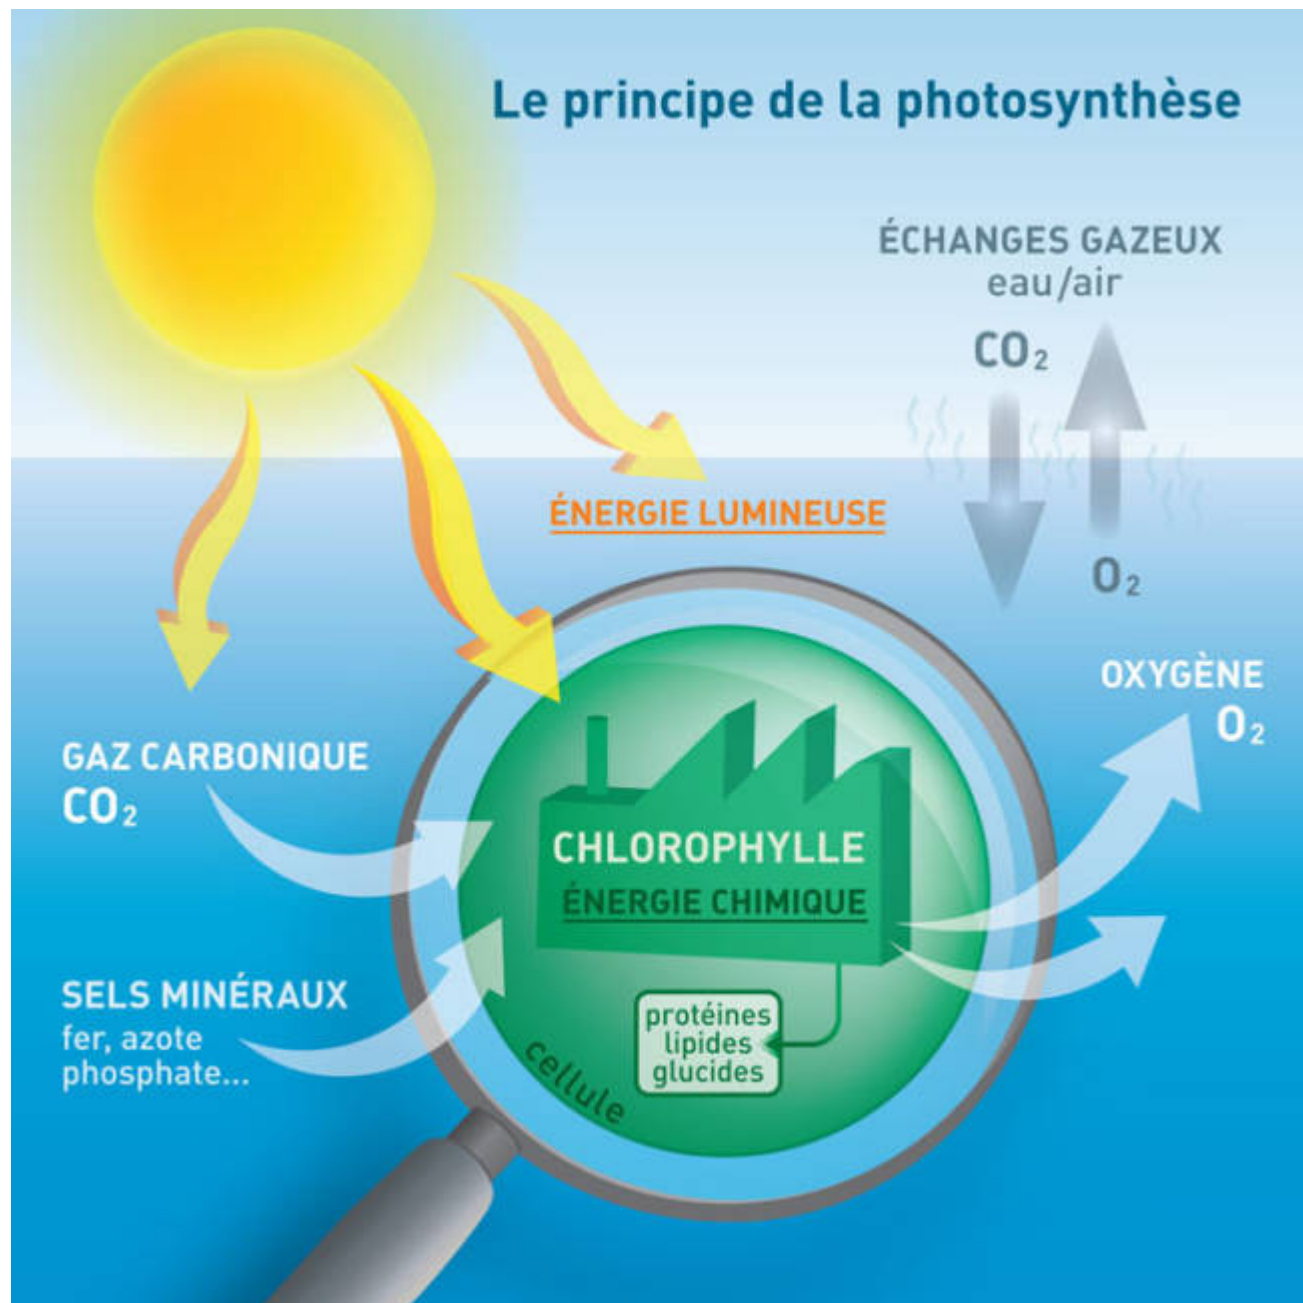 Le principe de la photosynthèse
ÉCHANGES GAZEUX
eau/air
CO₂
ÉNERGIE LUMINEUSE
O₂
OXYGÈNE
O₂
GAZ CARBONIQUE
CO₂
CHLOROPHYLLE
ÉNERGIE CHIMIQUE
SELS MINÉRAUX
fer, azote
phosphate...
protéines
lipides
glucides
cellule